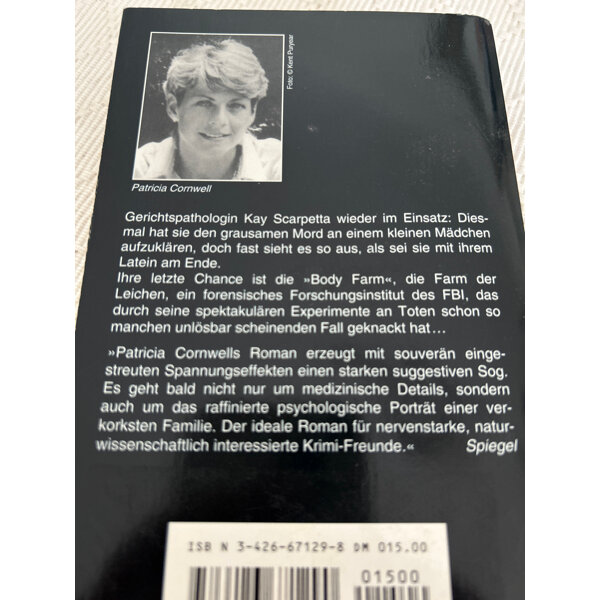 Foto: © Kent Puryear
Patricia Cornwell
Gerichtspathologin Kay Scarpetta wieder im Einsatz: Dies-
mal hat sie den grausamen Mord an einem kleinen Mädchen
aufzuklären, doch fast sieht es so aus, als sei sie mit ihrem
Latein am Ende.
Ihre letzte Chance ist die »Body Farm«, die Farm der
Leichen, ein forensisches Forschungsinstitut des FBI, das
durch seine spektakulären Experimente an Toten schon so
manchen unlösbar scheinenden Fall geknackt hat ...
»Patricia Cornwells Roman erzeugt mit souverän einge-
streuten Spannungseffekten einen starken suggestiven Sog.
Es geht bald nicht nur um medizinische Details, sondern
auch um das raffinierte psychologische Porträt einer ver-
korksten Familie. Der ideale Roman für nervenstarke, natur-
wissenschaftlich interessierte Krimi-Freunde.« Spiegel
ISBN 3-426-67129-8 DM 015.00
01500